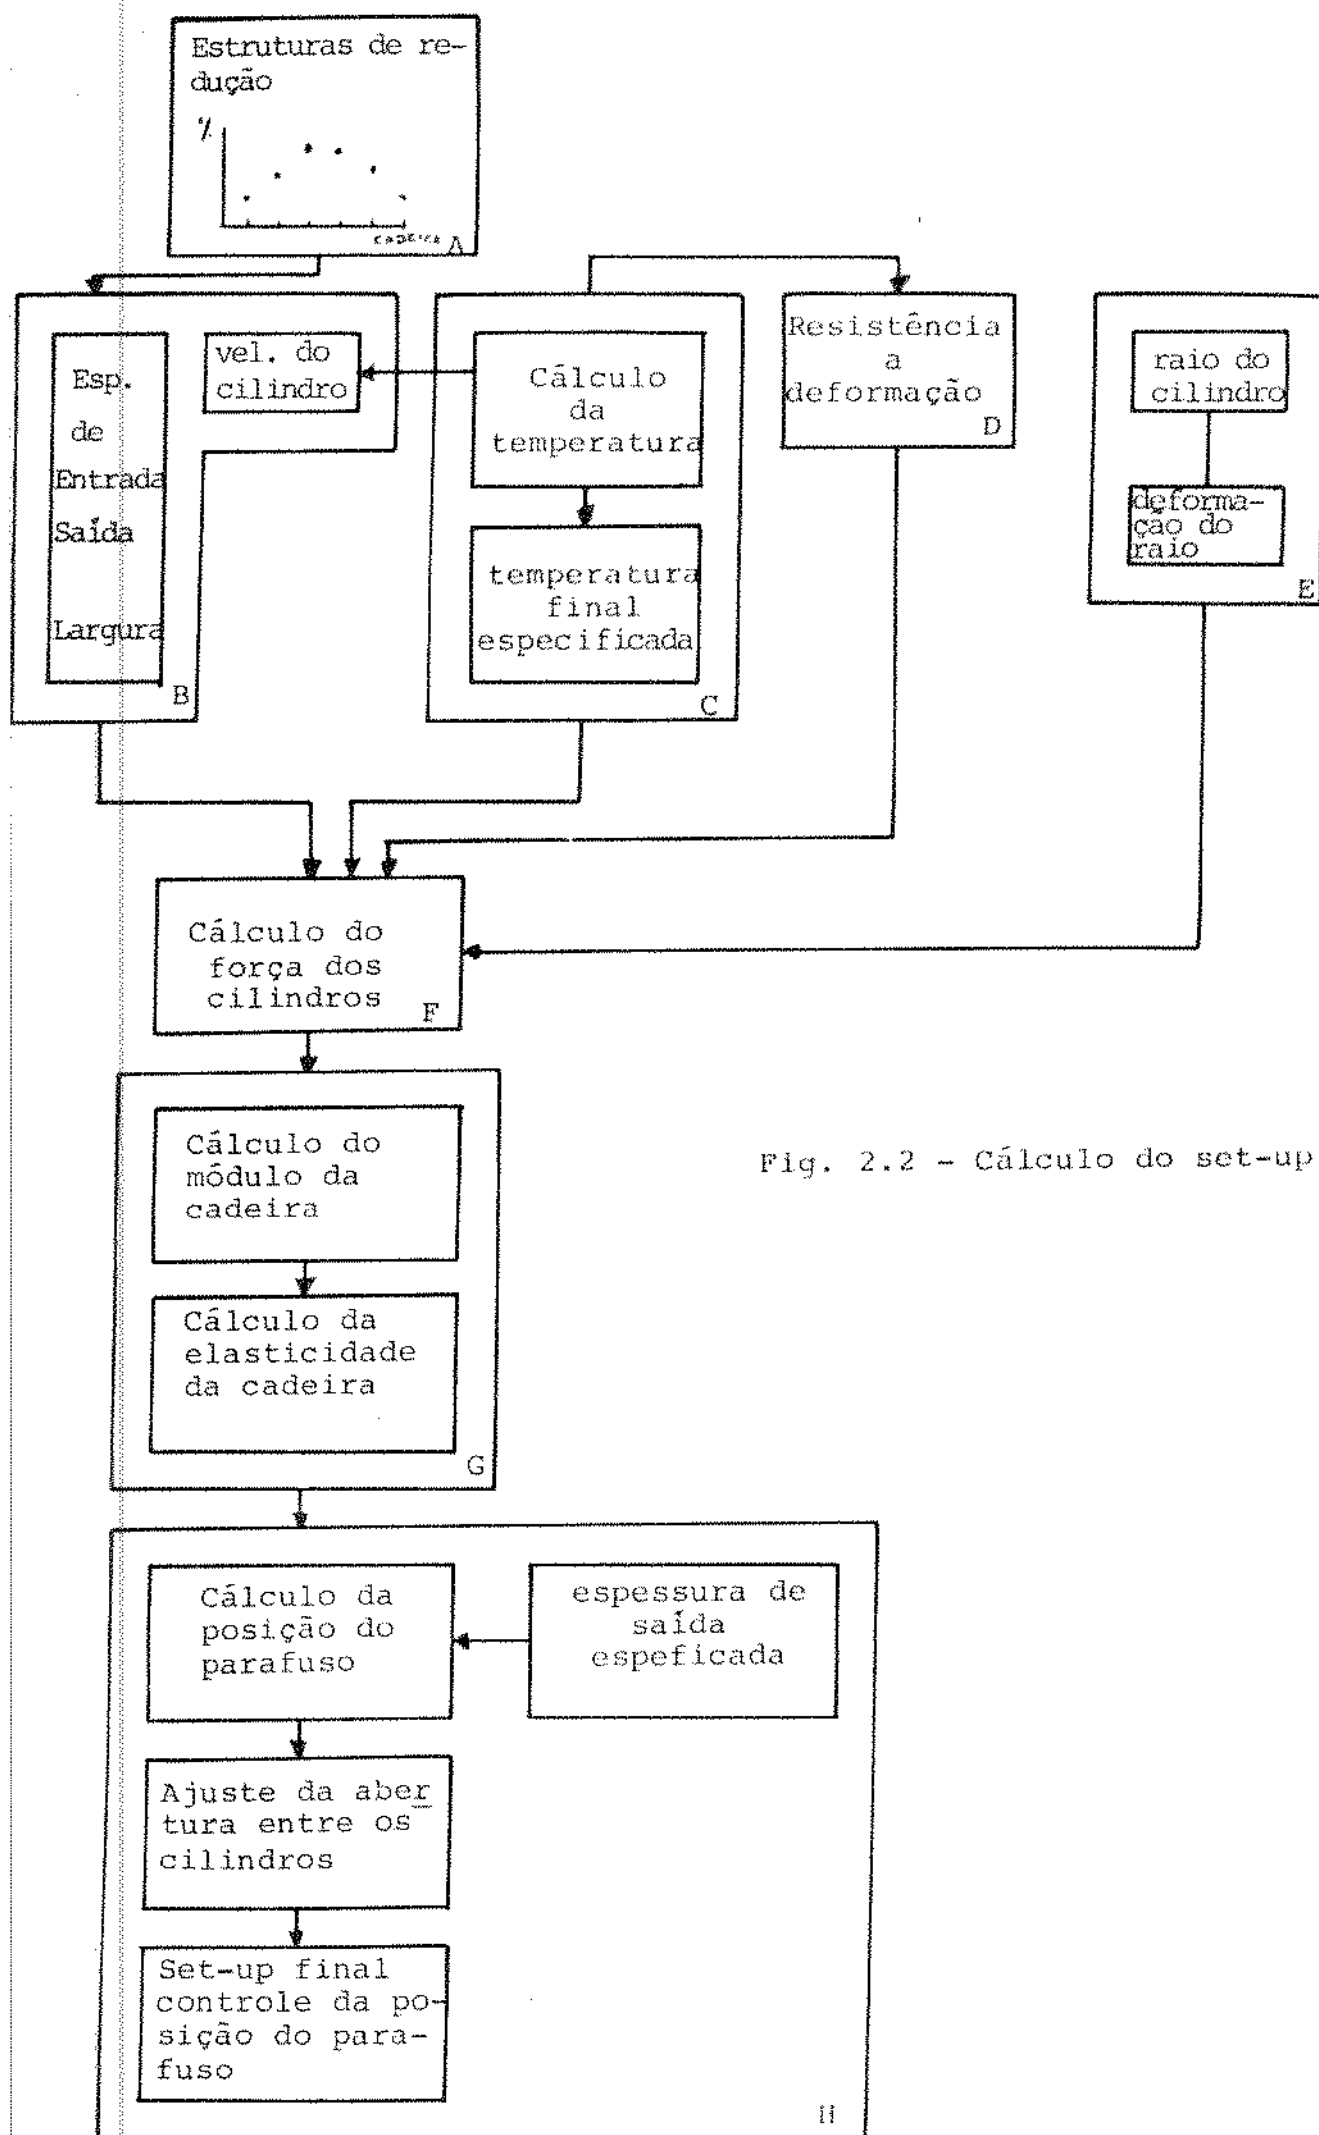 Estruturas de re-
dução
%
A
Esp.
de
Entrada
Saída
Largura
B
vel. do
cilindro
Cálculo
da
temperatura
temperatura
final
especificada
C
Resistência
a
deformação
D
raio do
cilindro
deforma-
ção do
raio
E
Cálculo do
força dos
cilindros
F
Cálculo do
módulo da
cadeira
Cálculo da
elasticidade
da cadeira
G
Fig. 2.2 - Cálculo do set-up
Cálculo da
posição do
parafuso
espessura de
saída
espeficada
Ajuste da aber
tura entre os
cilindros
Set-up final
controle da po-
sição do para-
fuso
H